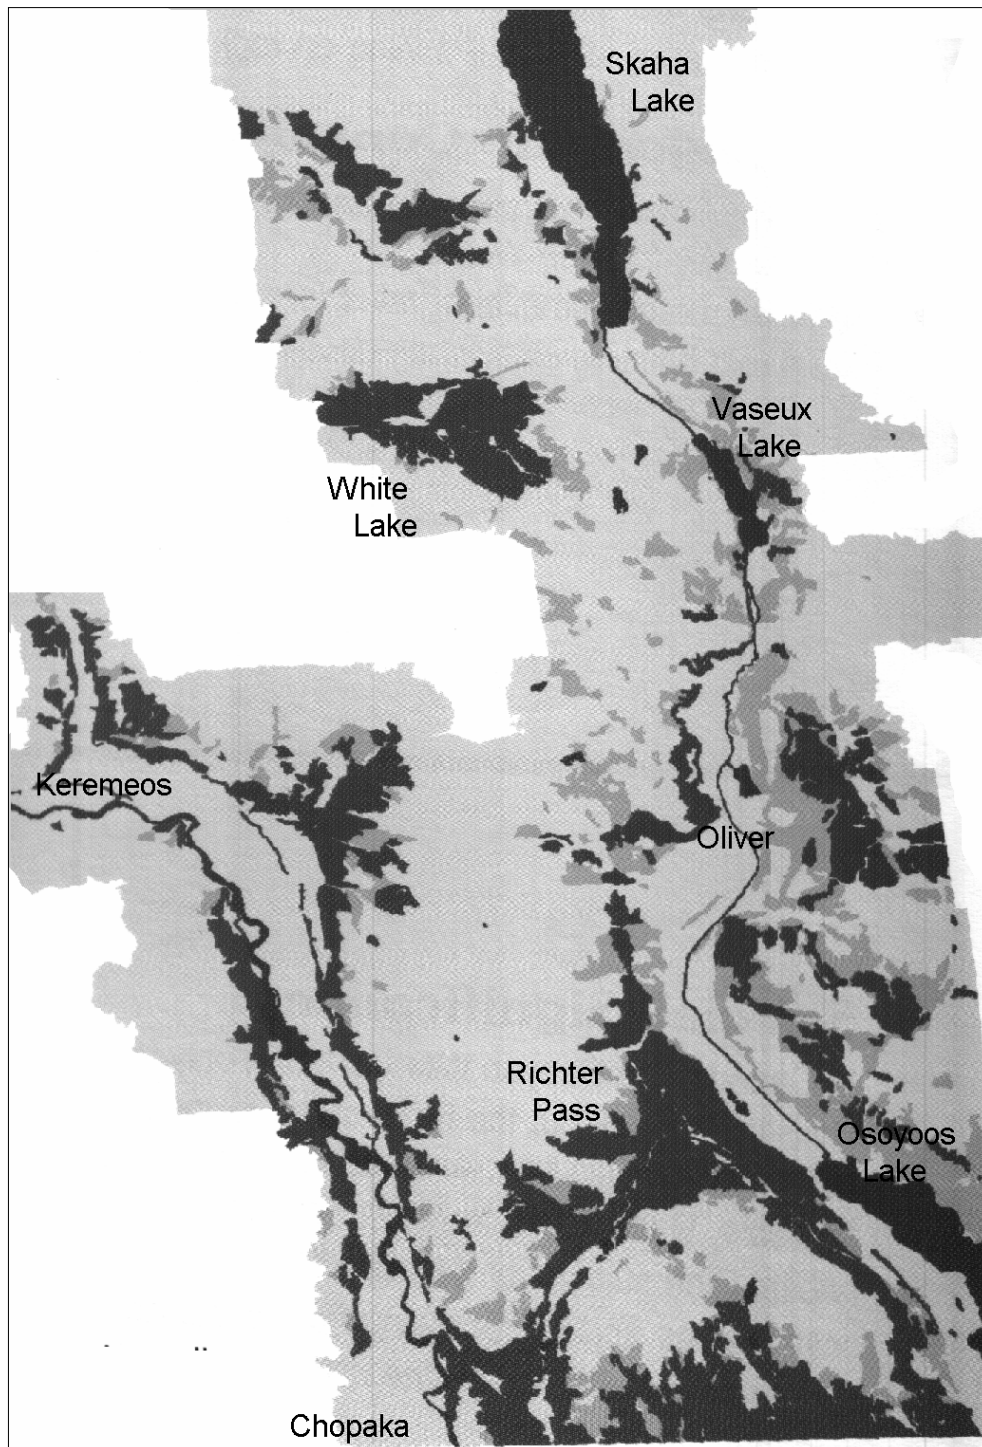 Skaha
Lake
Vaseux
Lake
White
Lake
Keremeos
Oliver
Richter
Pass
Osoyoos
Lake
Chopaka